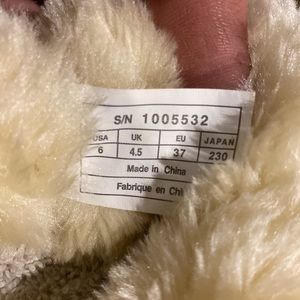 S/N 1005532
USA UK EU JAPAN
6 4.5 37 230
Made in China
Fabrique en Chi